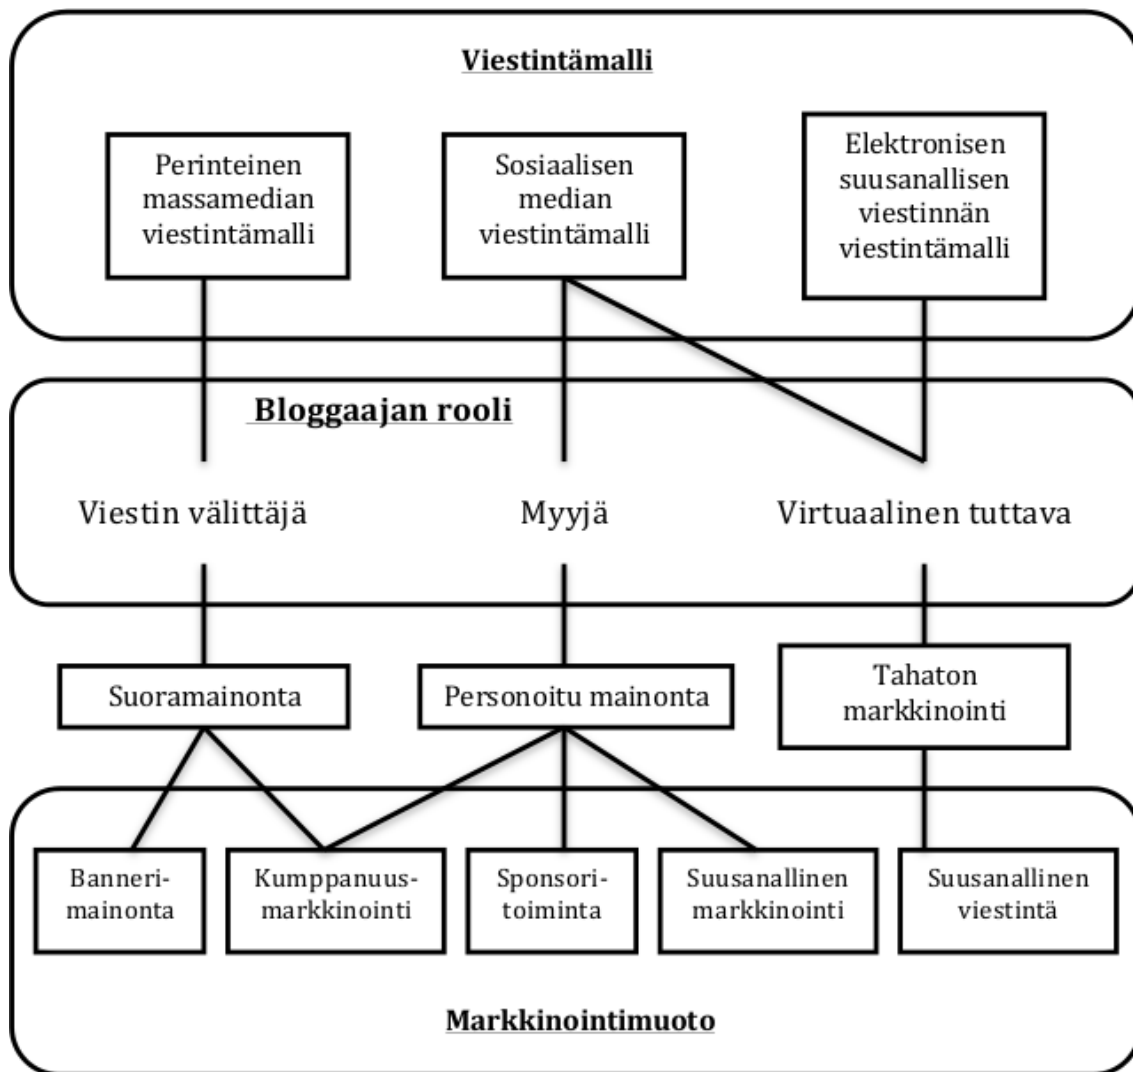 Viestintämalli
Perinteinen
massamedian
viestintämalli
Sosiaalisen
median
viestintämalli
Elektronisen
suusanallisen
viestinnän
viestintämalli
Bloggaajan rooli
Viestin välittäjä
Myyjä
Virtuaalinen tuttava
Suoramainonta
Personoitu mainonta
Tahaton
markkinointi
Banneri-
mainonta
Kumppanuus-
markkinointi
Sponsori-
toiminta
Suusanallinen
markkinointi
Suusanallinen
viestintä
Markkinointimuoto